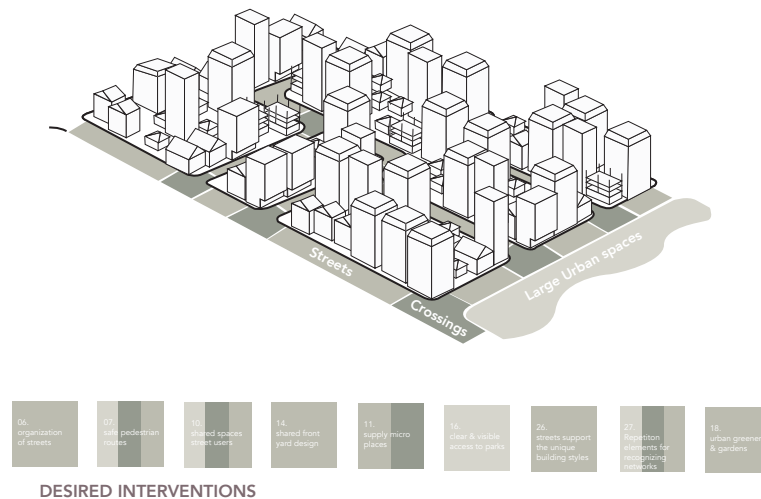 Streets
Crossings
Large Urban spaces
06.
organization
of streets
07.
safe pedestrian
routes
10.
shared spaces
street users
14.
shared front
yard design
11.
supply micro
places
16.
clear & visible
access to parks
26.
streets support
the unique
building styles
27.
Repetiton
elements for
recognizing
networks
18.
urban greener
& gardens
DESIRED INTERVENTIONS